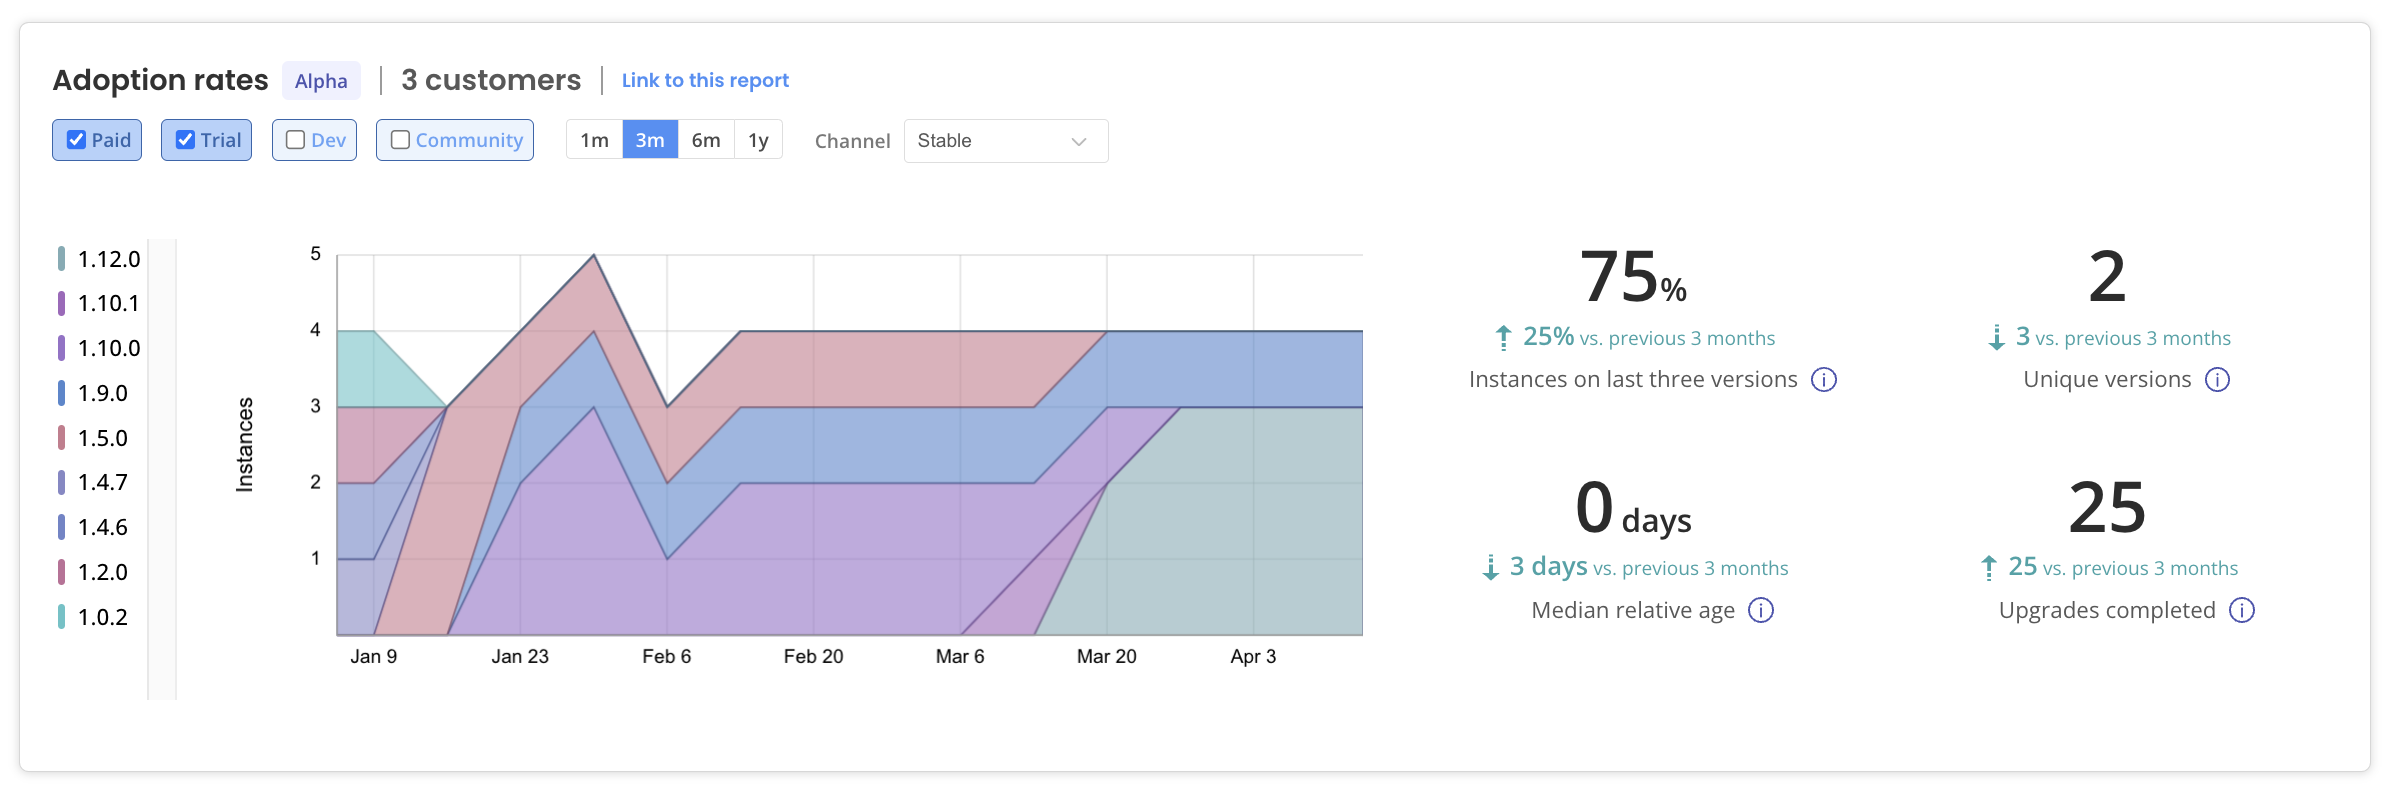 Adoption rates Alpha 3 customers Link to this report
Paid Trial Dev Community 1m 3m 6m 1y Channel Stable
1.12.0
1.10.1
1.10.0
1.9.0
1.5.0
1.4.7
1.4.6
1.2.0
1.0.2
Instances
5
4
3
2
1
Jan 9 Jan 23 Feb 6 Feb 20 Mar 6 Mar 20 Apr 3
75%
25% vs. previous 3 months
Instances on last three versions i
2
3 vs. previous 3 months
Unique versions i
0 days
3 days vs. previous 3 months
Median relative age i
25
25 vs. previous 3 months
Upgrades completed i